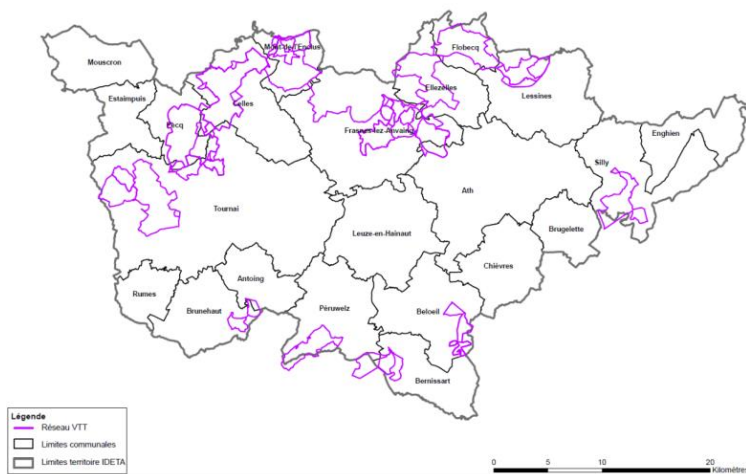 Mont-de-l'Enclus
Flobecq
Mouscron
Estaimpuis
Celles
Ellezelles
Lessines
Pecq
Frasnes-lez-Anvaing
Enghien
Silly
Ath
Tournai
Leuze-en-Hainaut
Brugelette
Chièvres
Antoing
Rumes
Brunehaut
Péruwelz
Beloeil
Bernissart
Légende
Réseau VTT
Limites communales
Limites territoire IDETA
0 5 10 20
Kilomètre